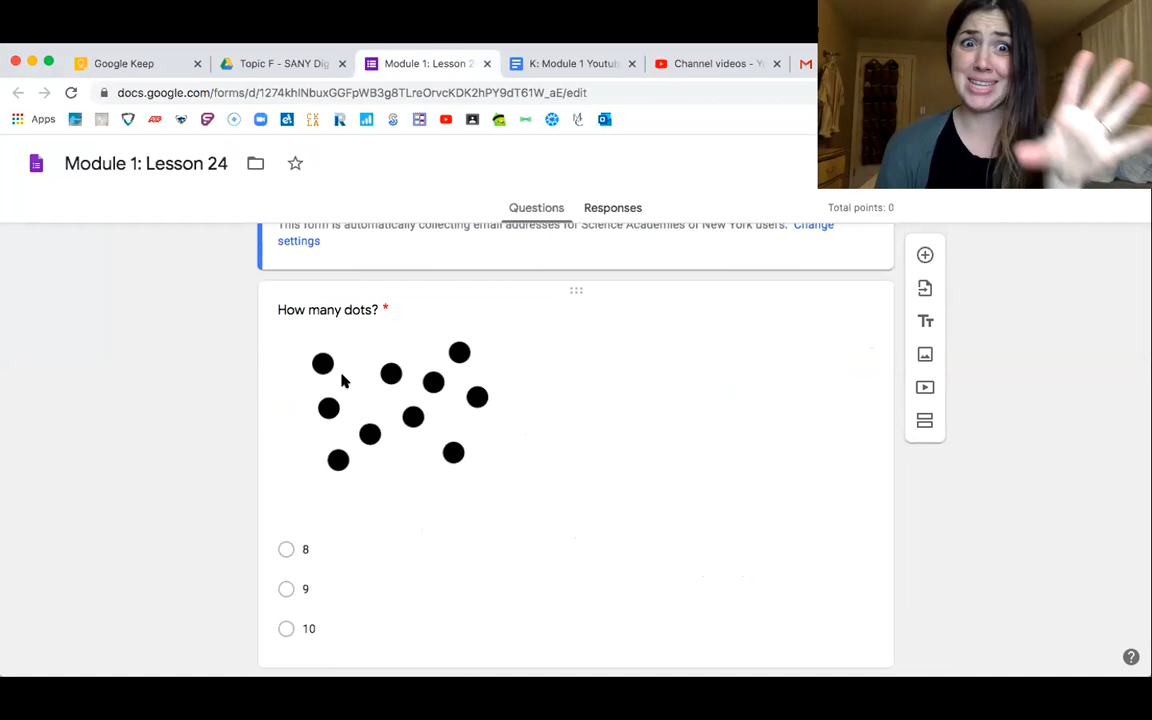 Google Keep
Topic F - SANY Dig
Module 1: Lesson 2
K: Module 1 Youtub
Channel videos - Y
docs.google.com/forms/d/1274khlNbuxGGFpWB3g8TLreOrvcKDK2hPY9dT61W_aE/edit
Apps
Module 1: Lesson 24
Questions
Responses
Total points: 0
This form is automatically collecting email addresses for Science Academies of New York users. Change
settings
How many dots? *
8
9
10